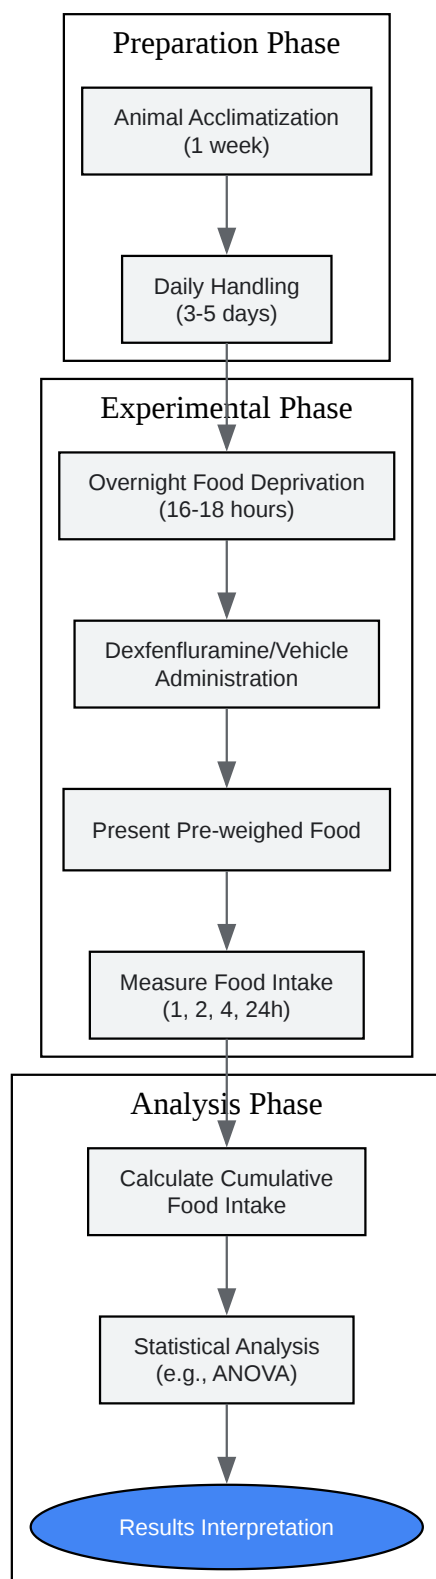 Preparation Phase
Animal Acclimatization
(1 week)
Daily Handling
(3-5 days)
Experimental Phase
Overnight Food Deprivation
(16-18 hours)
Dexfenfluramine/Vehicle
Administration
Present Pre-weighed Food
Measure Food Intake
(1, 2, 4, 24h)
Analysis Phase
Calculate Cumulative
Food Intake
Statistical Analysis
(e.g., ANOVA)
Results Interpretation